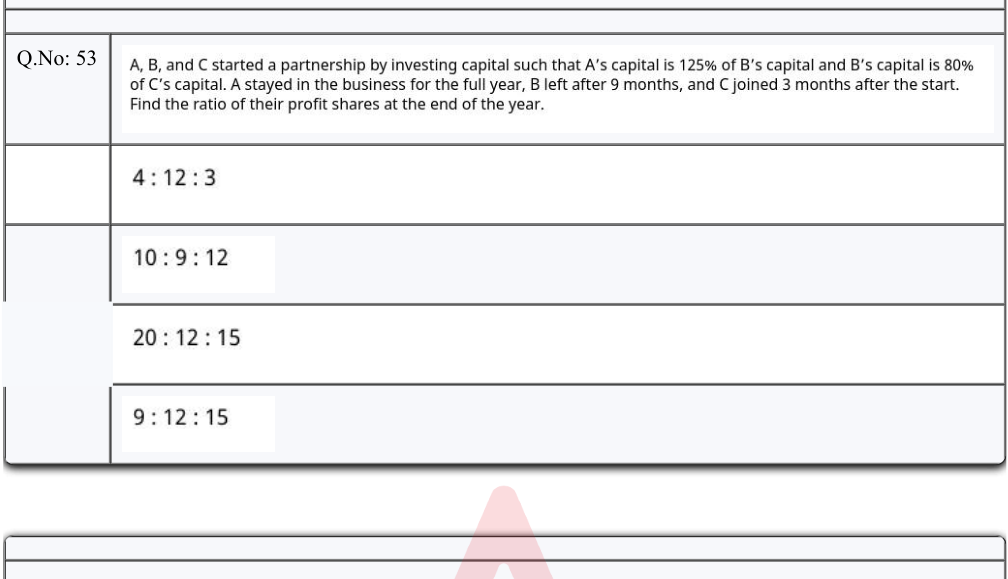 Q.No: 53
A, B, and C started a partnership by investing capital such that A’s capital is 125% of B’s capital and B’s capital is 80%
of C’s capital. A stayed in the business for the full year, B left after 9 months, and C joined 3 months after the start.
Find the ratio of their profit shares at the end of the year.
4 : 12 : 3
10 : 9 : 12
20 : 12 : 15
9 : 12 : 15